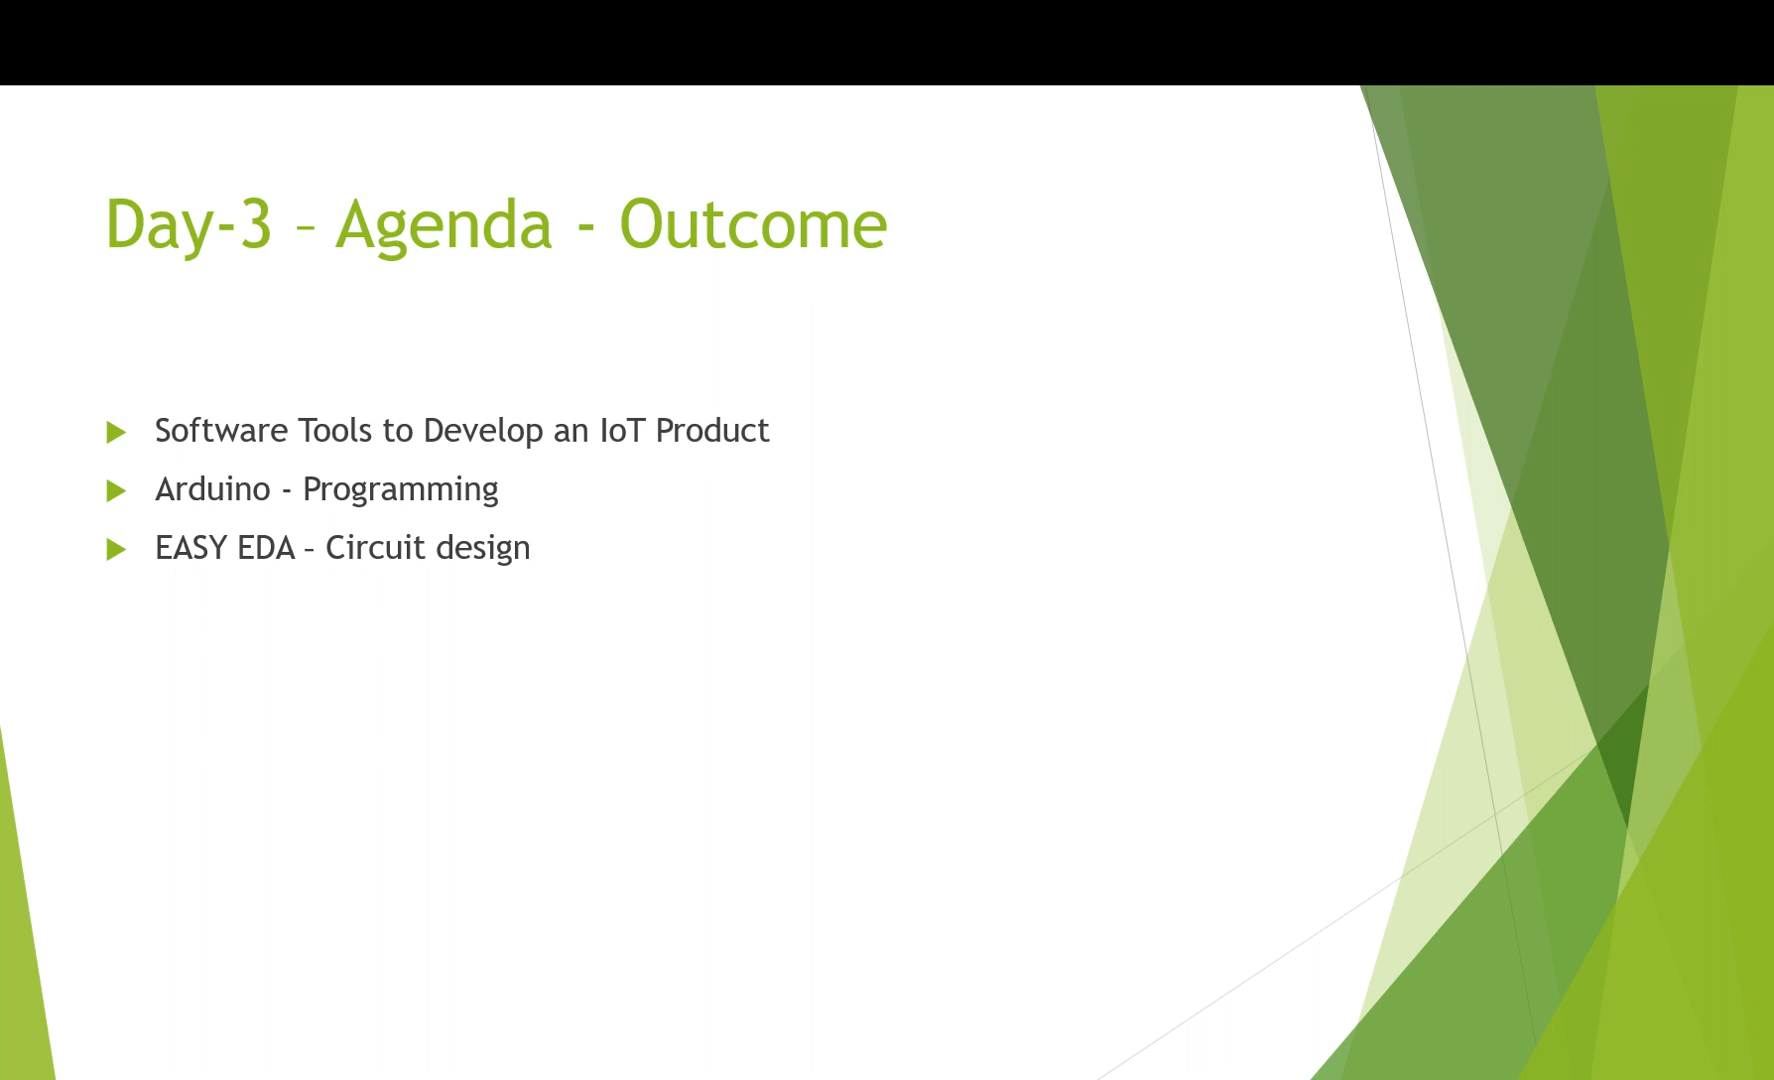 Day-3 – Agenda - Outcome
Software Tools to Develop an IoT Product
Arduino - Programming
EASY EDA – Circuit design